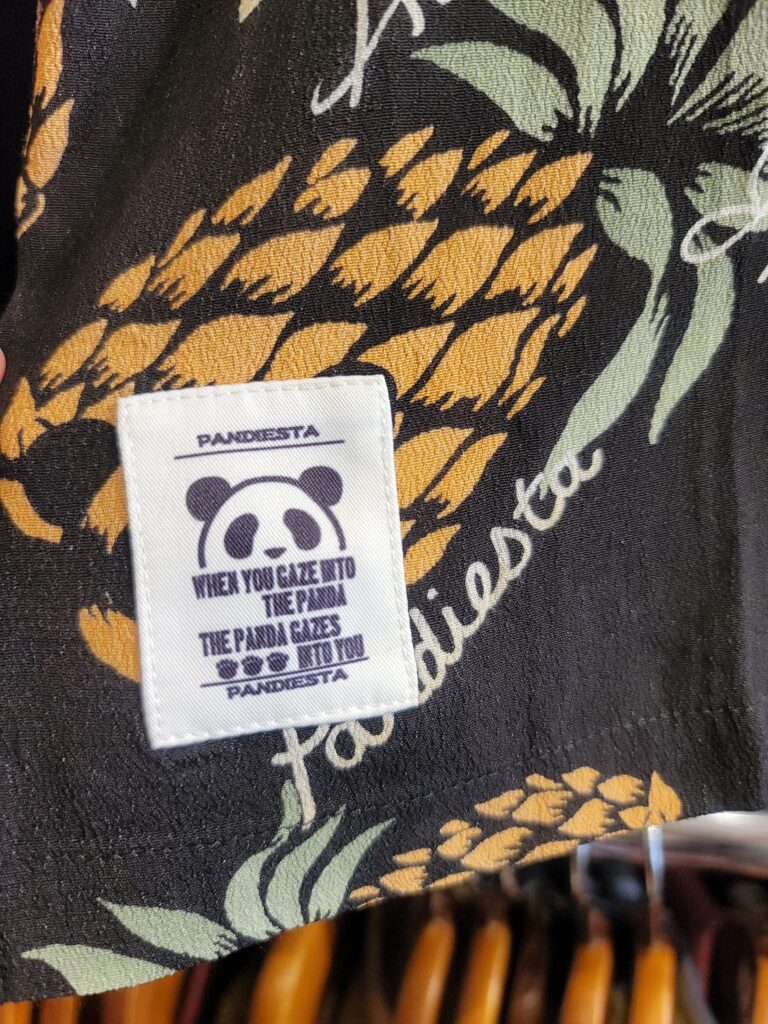 PANDIESTA
WHEN YOU GAZE INTO
THE PANDA
THE PANDA GAZES
INTO YOU
PANDIESTA
Pandiesta